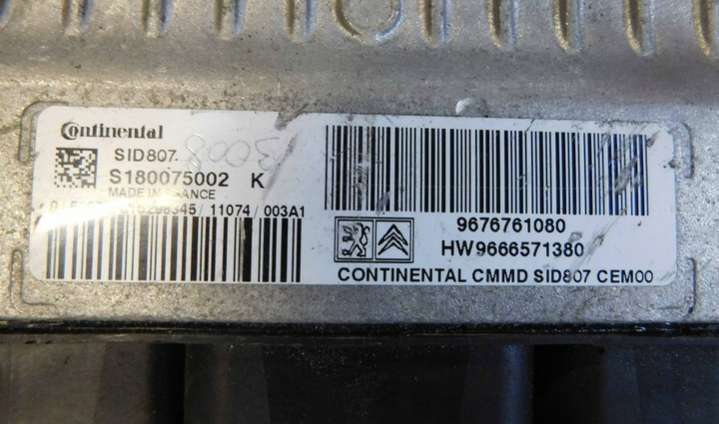 Continental
SID807
S180075002 K
MADE IN FRANCE
/11074/003A1
9676761080
HW9666571380
CONTINENTAL CMMD SID807 CEM00